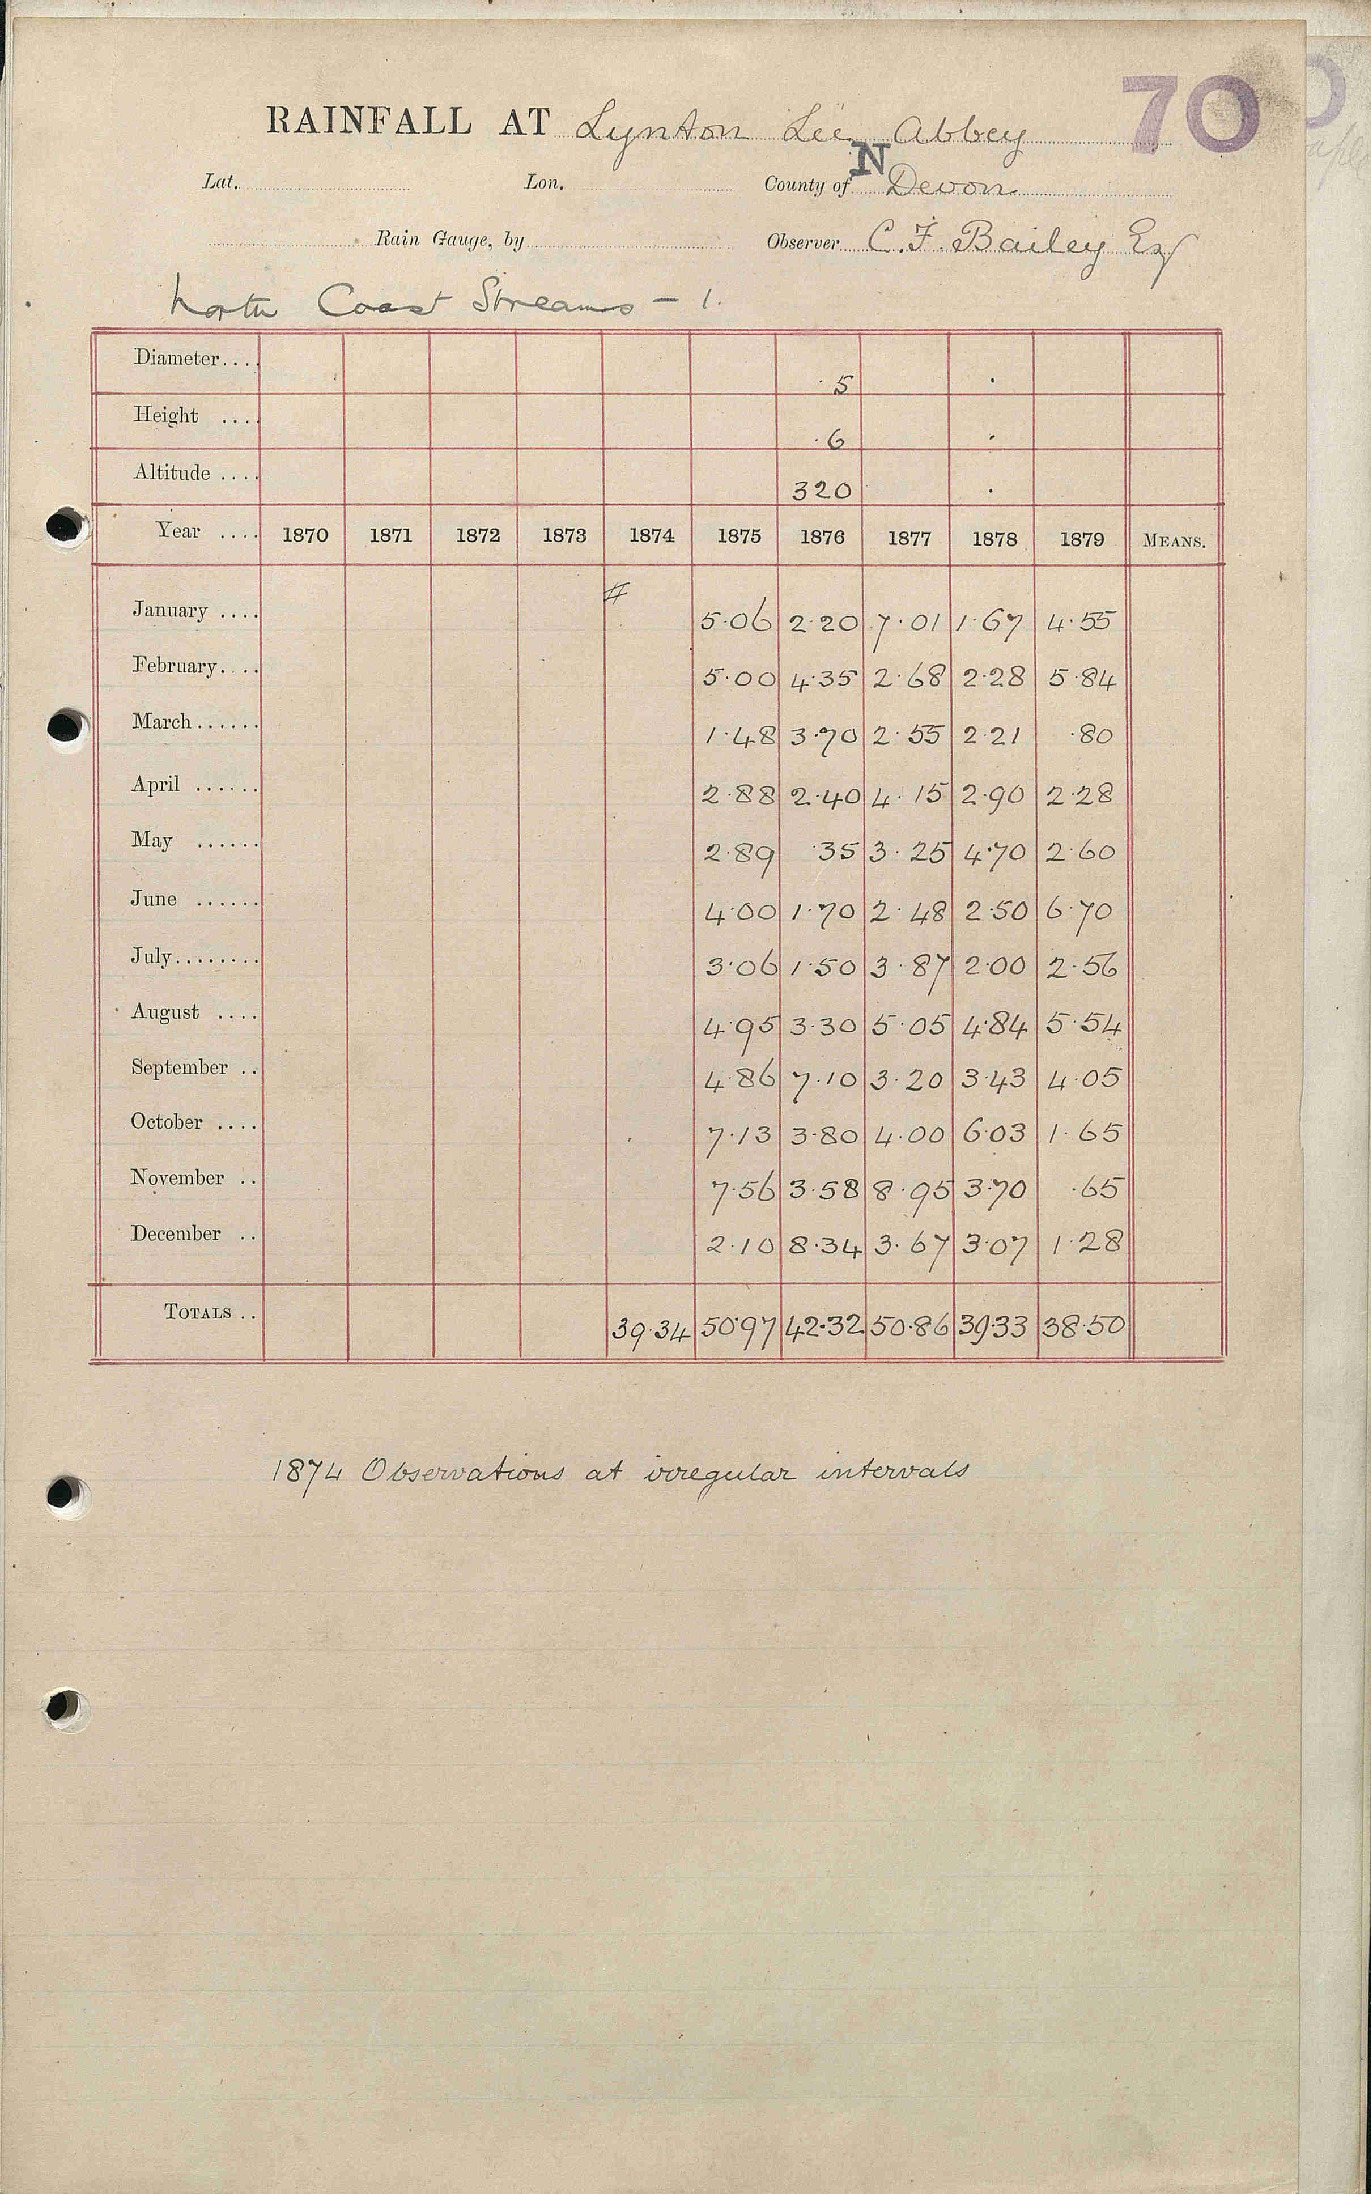 70
RAINFALL AT Lynton Lee Abbey
Lat. Lon. County of N Devon
Rain Gauge, by Observer C. F. Bailey Esq
North Coast Streams - 1.
Diameter.... 5
Height .... .6
Altitude .... 320
Year .... 1870 1871 1872 1873 1874 1875 1876 1877 1878 1879 MEANS.
January .... # 5.06 2.20 7.01 1.67 4.55
February.... 5.00 4.35 2.68 2.28 5.84
March...... 1.48 3.70 2.55 2.21 .80
April ...... 2.88 2.40 4.15 2.90 2.28
May ...... 2.89 .35 3.25 4.70 2.60
June ...... 4.00 1.70 2.48 2.50 6.70
July........ 3.06 1.50 3.87 2.00 2.56
August .... 4.95 3.30 5.05 4.84 5.54
September .. 4.86 7.10 3.20 3.43 4.05
October .... 7.13 3.80 4.00 6.03 1.65
November .. 7.56 3.58 8.95 3.70 .65
December .. 2.10 8.34 3.67 3.07 1.28
TOTALS .. 39.34 50.97 42.32 50.86 39.33 38.50
1874 Observations at irregular intervals